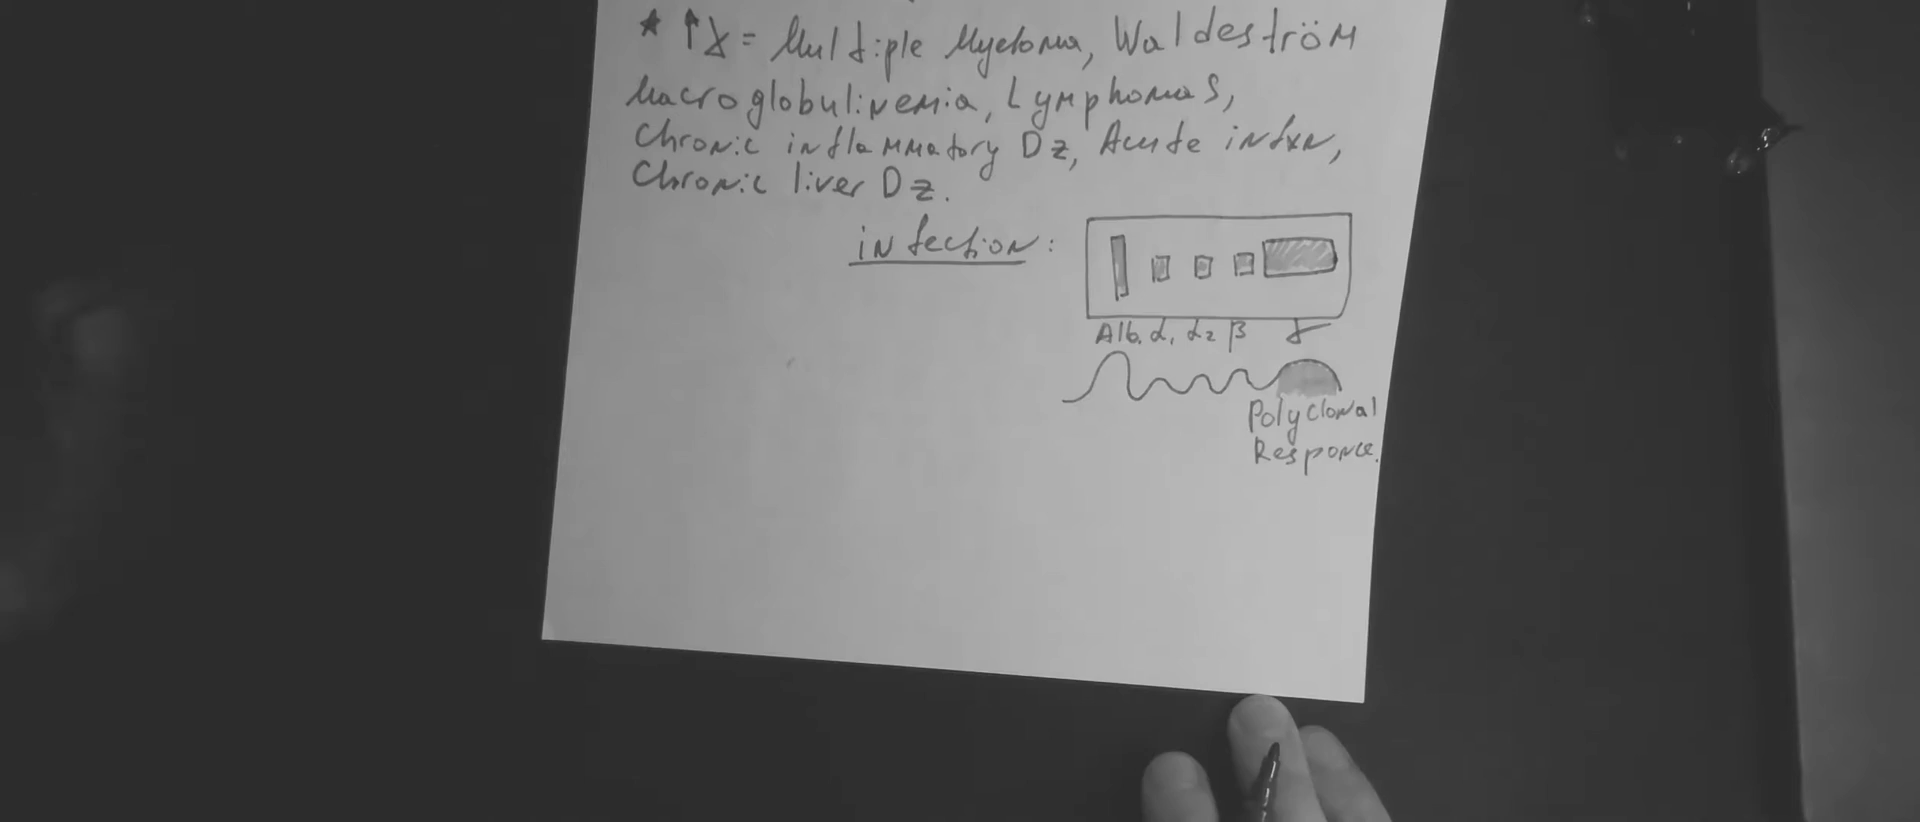 * ↑γ = Multiple Myeloma, Waldeström
Macroglobulinemia, Lymphomas,
Chronic inflammatory Dz, Acute infxn,
Chronic liver Dz.
infection:
Alb. α1 α2 β γ
Polyclonal
Responce.